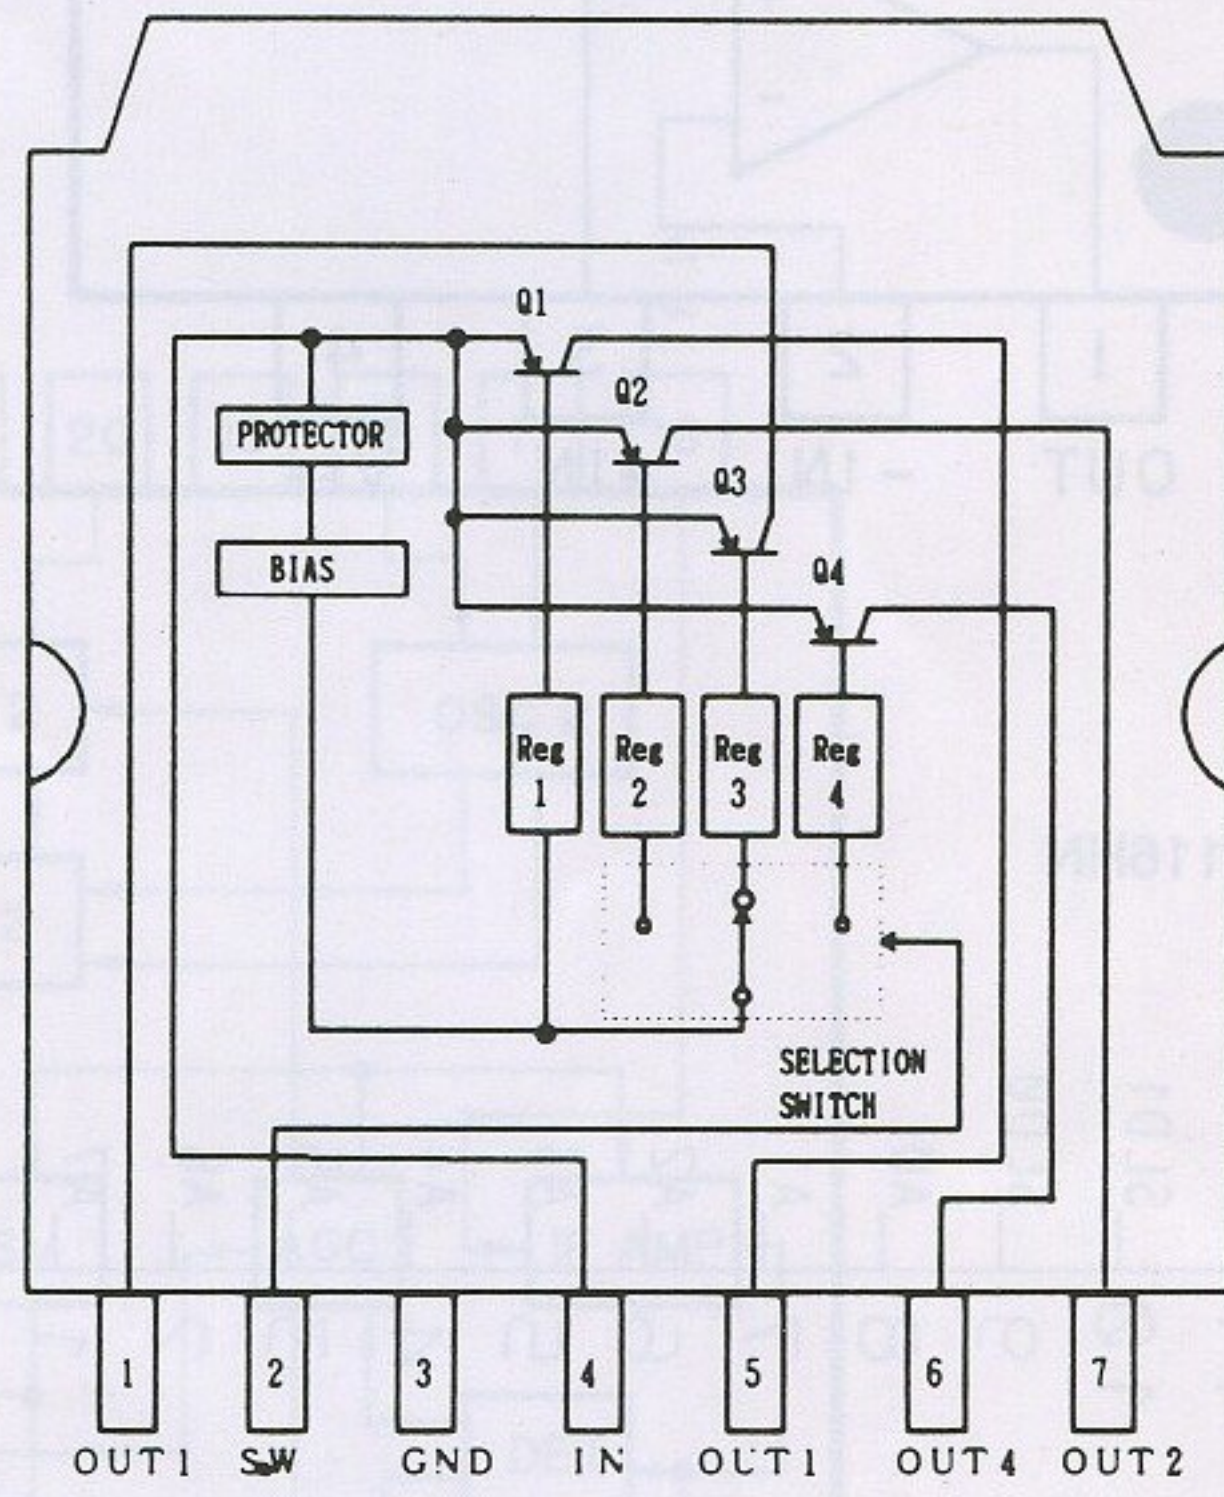 Q1
Q2
PROTECTOR
Q3
BIAS
Q4
Reg 1
Reg 2
Reg 3
Reg 4
SELECTION
SWITCH
1 2 3 4 5 6 7
OUT1 SW GND IN OUT1 OUT4 OUT2